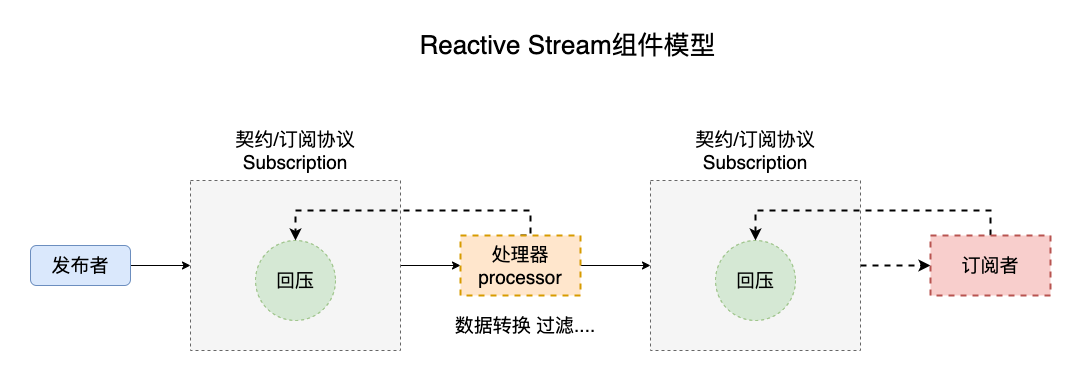 Reactive Stream组件模型
契约/订阅协议
Subscription
契约/订阅协议
Subscription
发布者
回压
处理器
processor
回压
订阅者
数据转换 过滤....